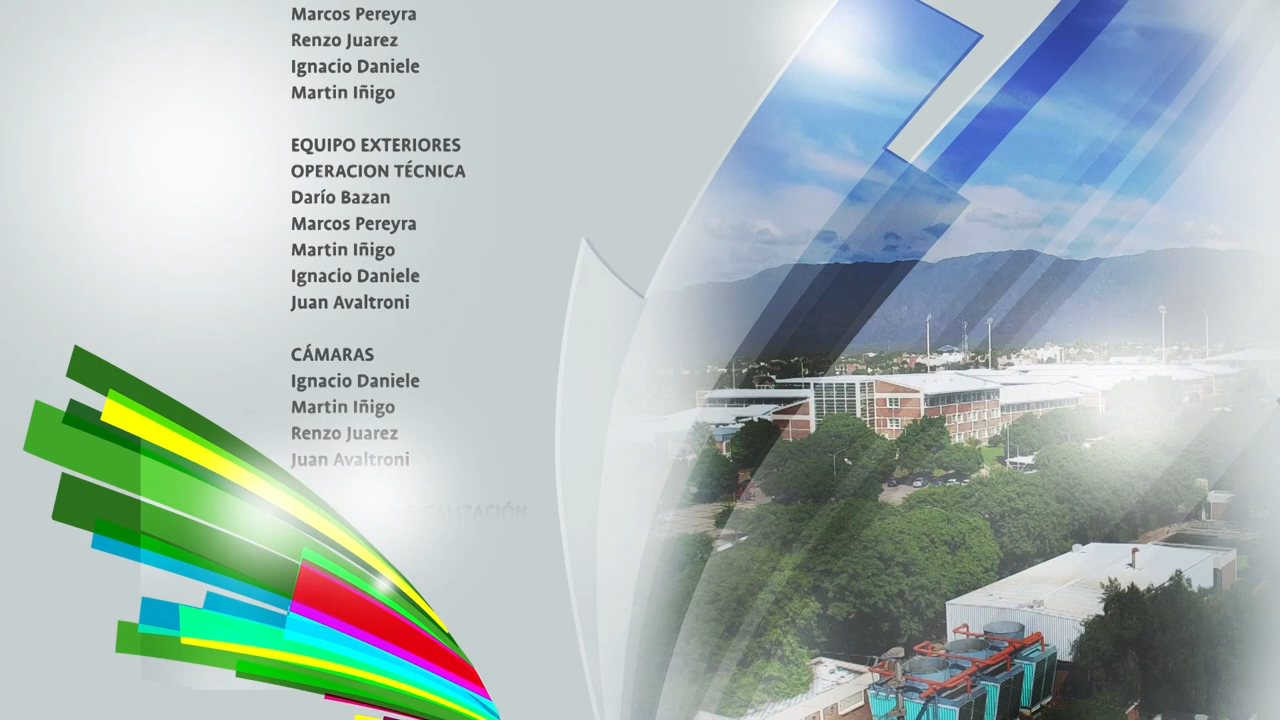 Marcos Pereyra
Renzo Juarez
Ignacio Daniele
Martin Iñigo
EQUIPO EXTERIORES
OPERACION TÉCNICA
Darío Bazan
Marcos Pereyra
Martin Iñigo
Ignacio Daniele
Juan Avaltroni
CÁMARAS
Ignacio Daniele
Martin Iñigo
Renzo Juarez
Juan Avaltroni